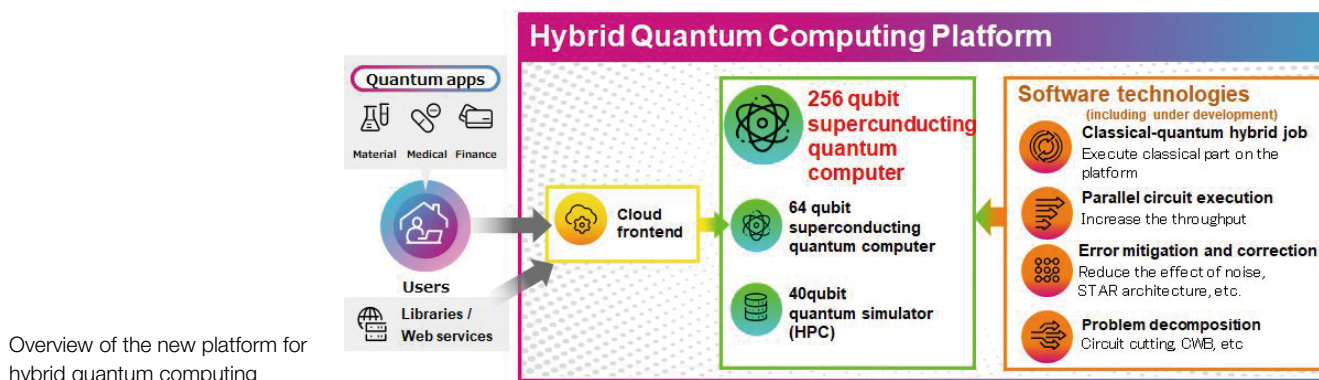 Hybrid Quantum Computing Platform
Quantum apps
Material Medical Finance
Users
Libraries /
Web services
Cloud
frontend
256 qubit
supercunducting
quantum
computer
64 qubit
superconducting
quantum computer
40qubit
quantum simulator
(HPC)
Software technologies
(including under development)
Classical-quantum hybrid job
Execute classical part on the
platform
Parallel circuit execution
Increase the throughput
Error mitigation and correction
Reduce the effect of noise,
STAR architecture, etc.
Problem decomposition
Circuit cutting, CWB, etc
Overview of the new platform for
hybrid quantum computing